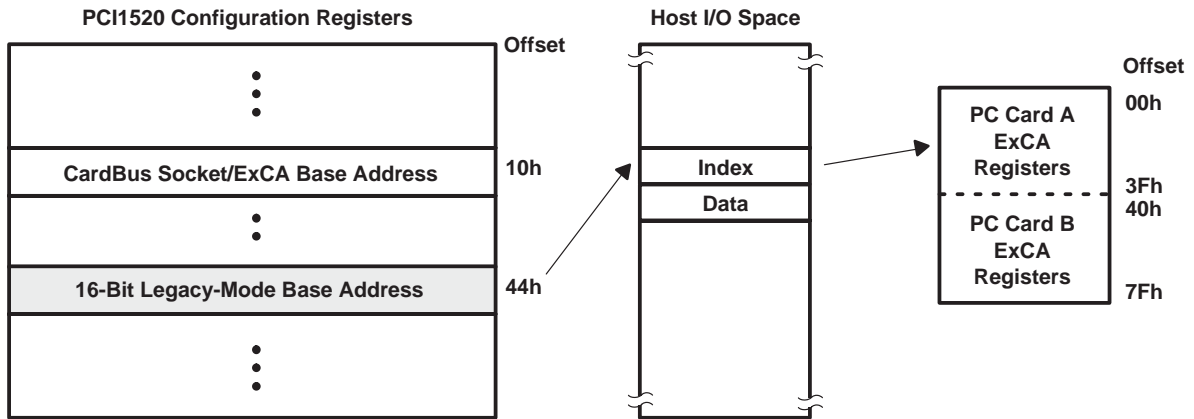 PCI1520 Configuration Registers
Offset
CardBus Socket/ExCA Base Address
10h
16-Bit Legacy-Mode Base Address
44h
Host I/O Space
Index
Data
Offset
PC Card A
ExCA
Registers
00h
3Fh
40h
PC Card B
ExCA
Registers
7Fh